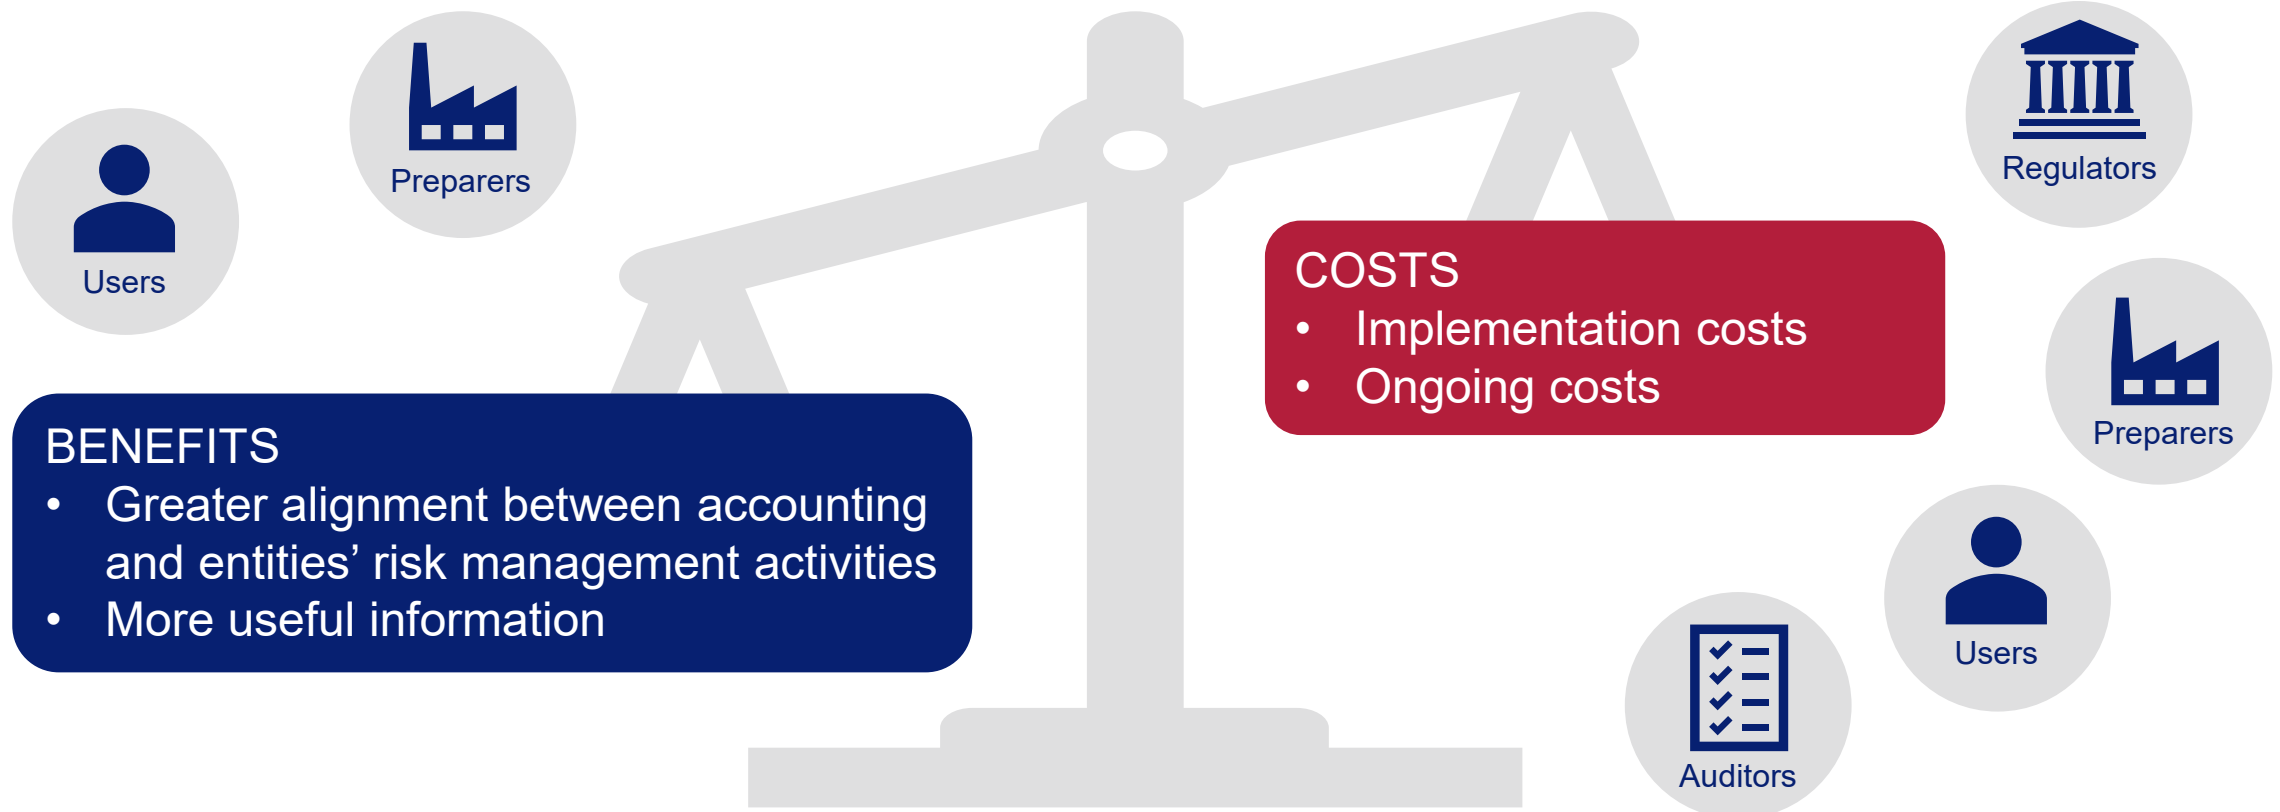 Users
Preparers
BENEFITS
• Greater alignment between accounting
and entities’ risk management activities
• More useful information
COSTS
• Implementation costs
• Ongoing costs
Regulators
Preparers
Users
Auditors